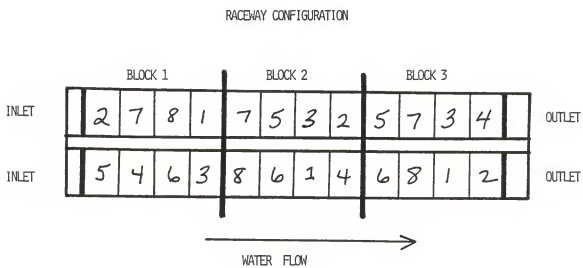 RACEWAY CONFIGURATION
BLOCK 1 BLOCK 2 BLOCK 3
INLET 2 7 8 1 7 5 3 2 5 7 3 4 OUTLET
INLET 5 4 6 3 8 6 1 4 6 8 1 2 OUTLET
WATER FLOW